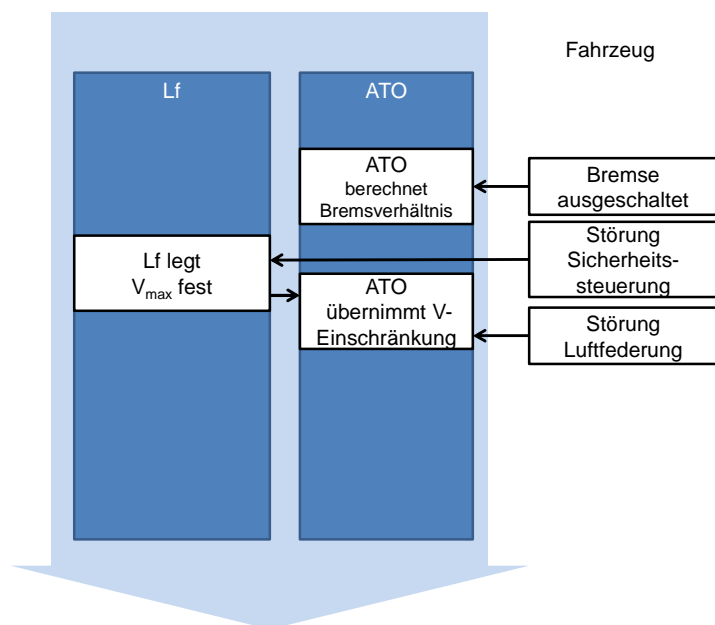 Fahrzeug
Lf
ATO
ATO
berechnet
Bremsverhältnis
Bremse
ausgeschaltet
Lf legt
Vmax fest
Störung
Sicherheits-
steuerung
ATO
übernimmt V-
Einschränkung
Störung
Luftfederung